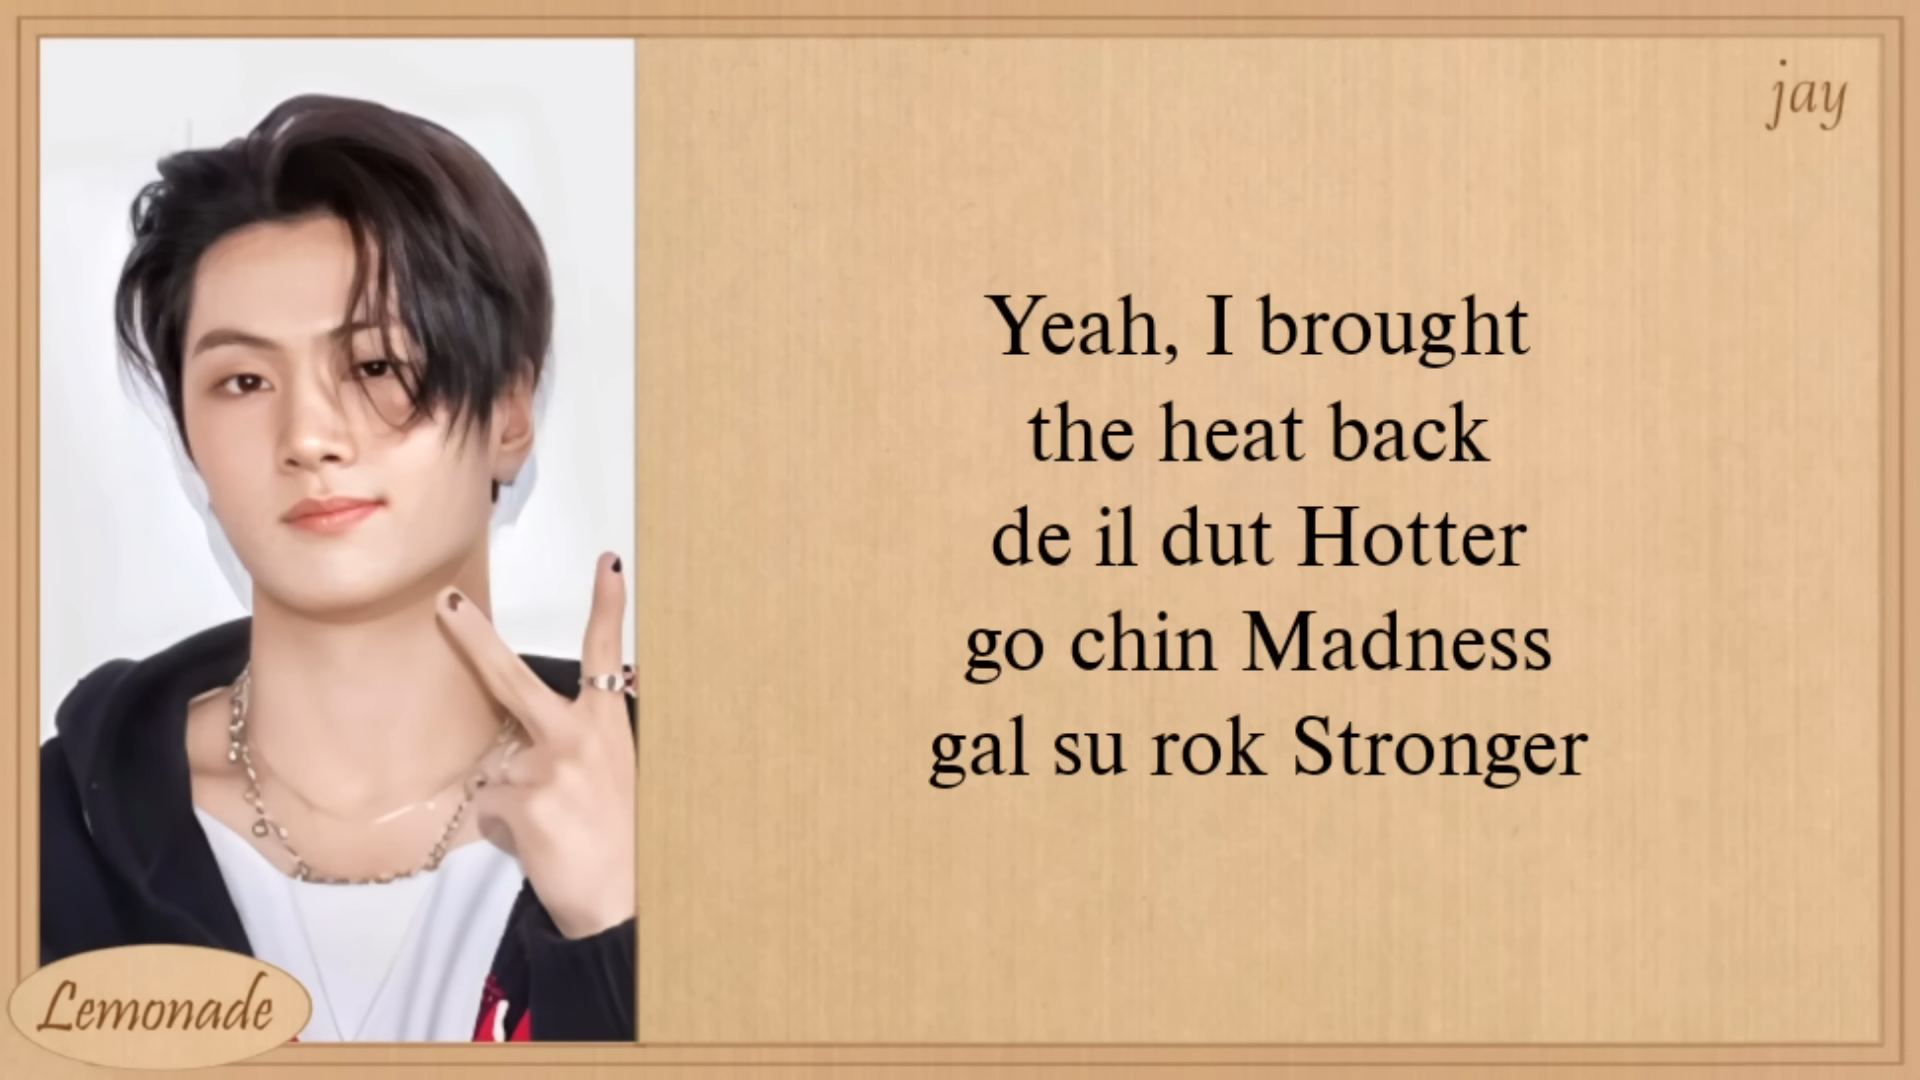 jay
Yeah, I brought
the heat back
de il dut Hotter
go chin Madness
gal su rok Stronger
Lemonade